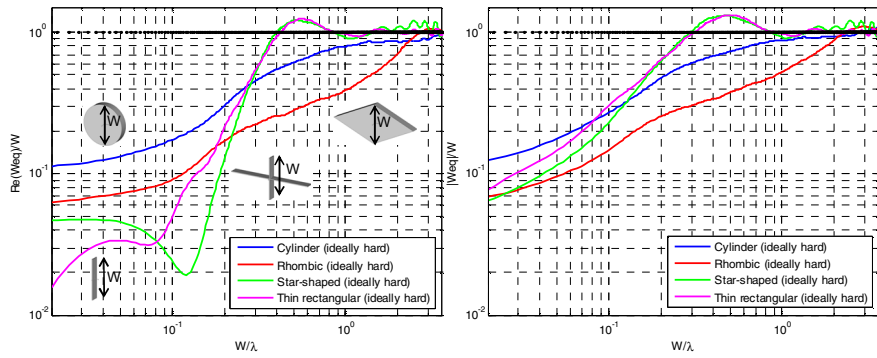 Re(Weq)/W
10^0
10^-1
10^-2
W
W
W
W
Cylinder (ideally hard)
Rhombic (ideally hard)
Star-shaped (ideally hard)
Thin rectangular (ideally hard)
10^-1
10^0
W/λ
|Weq|/W
10^0
10^-1
10^-2
Cylinder (ideally hard)
Rhombic (ideally hard)
Star-shaped (ideally hard)
Thin rectangular (ideally hard)
10^-1
10^0
W/λ